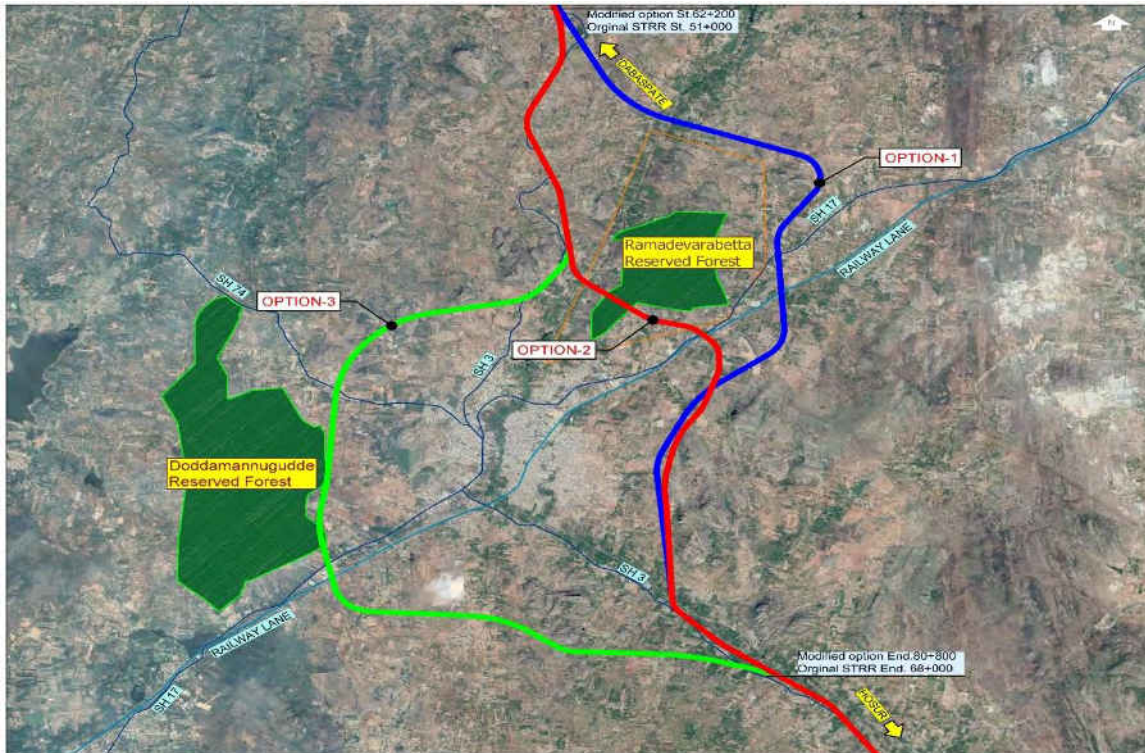 Modified option St.62+200
Orginal STRR St. 51+000
N
DABASPATE
OPTION-1
SH 17
RAILWAY LANE
Ramadevarabetta
Reserved Forest
SH 74
OPTION-3
OPTION-2
SH 3
Doddamannugudde
Reserved Forest
SH 3
RAILWAY LANE
SH 17
Modified option End.80+800
Orginal STRR End. 68+000
HOSUR